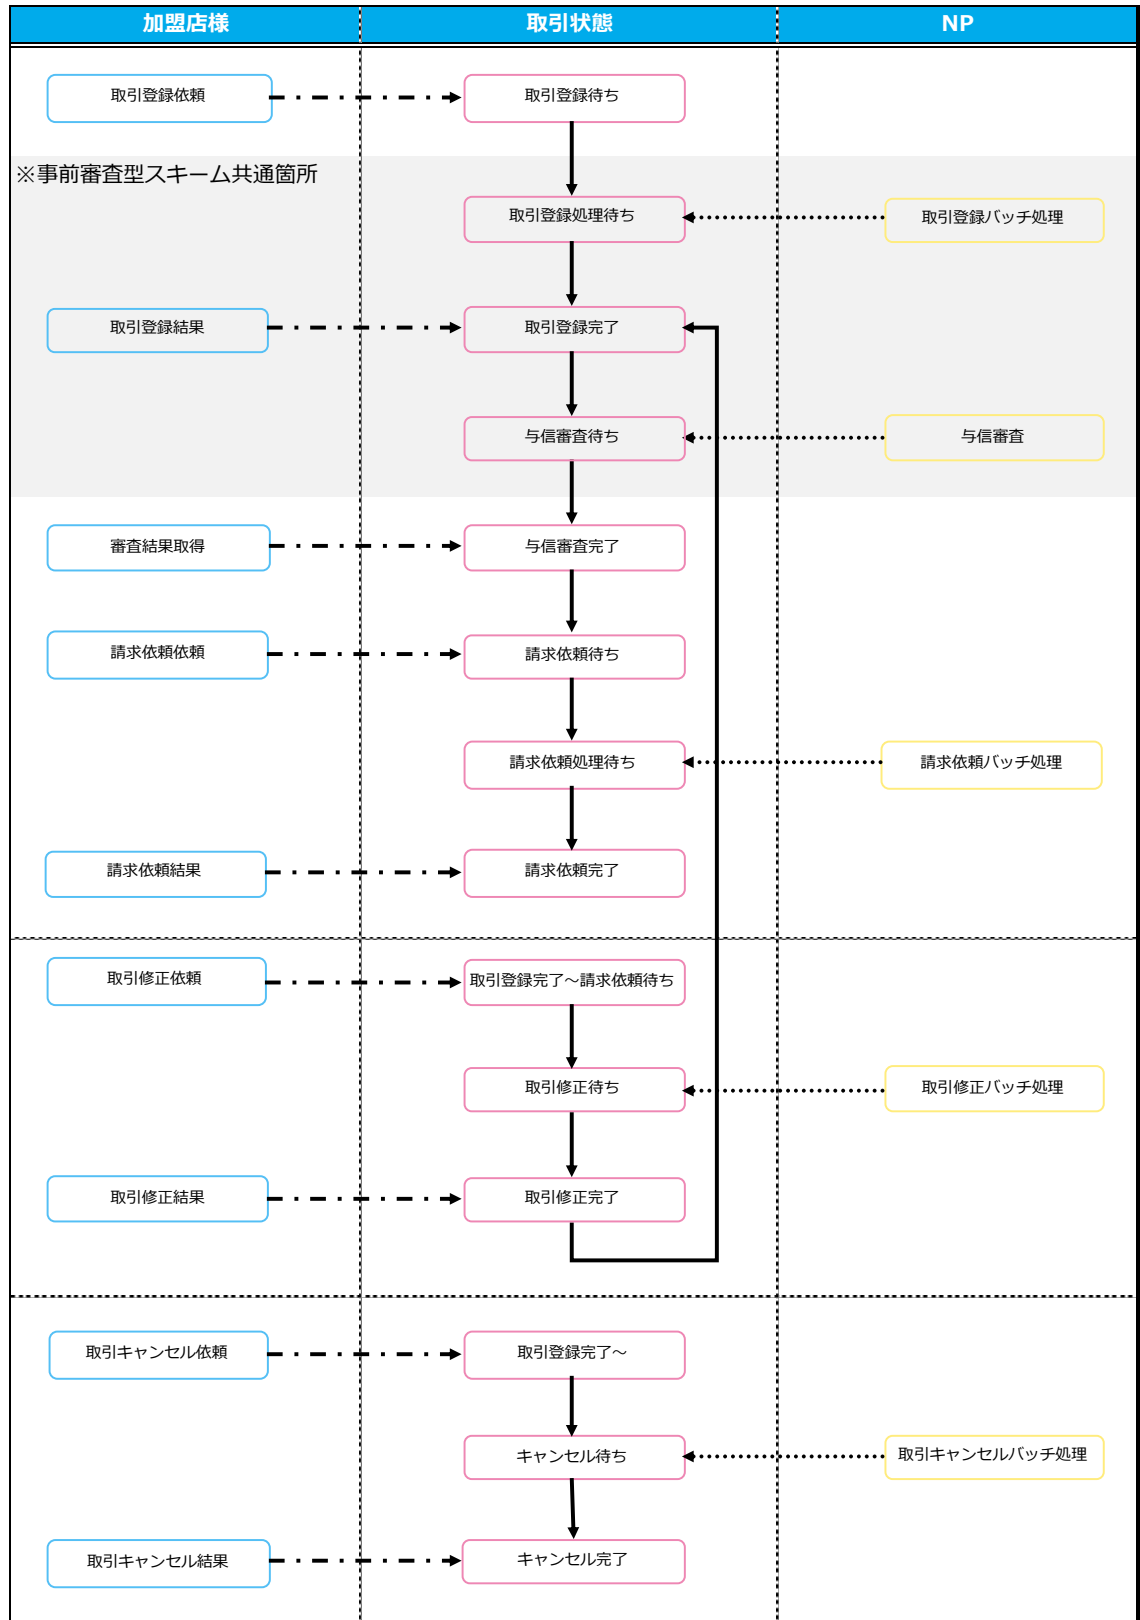 加盟店様
取引状態
NP
取引登録依頼
取引登録待ち
※事前審査型スキーム共通箇所
取引登録処理待ち
取引登録バッチ処理
取引登録結果
取引登録完了
与信審査待ち
与信審査
審査結果取得
与信審査完了
請求依頼依頼
請求依頼待ち
請求依頼処理待ち
請求依頼バッチ処理
請求依頼結果
請求依頼完了
取引修正依頼
取引登録完了～請求依頼待ち
取引修正待ち
取引修正バッチ処理
取引修正結果
取引修正完了
取引キャンセル依頼
取引登録完了～
キャンセル待ち
取引キャンセルバッチ処理
取引キャンセル結果
キャンセル完了